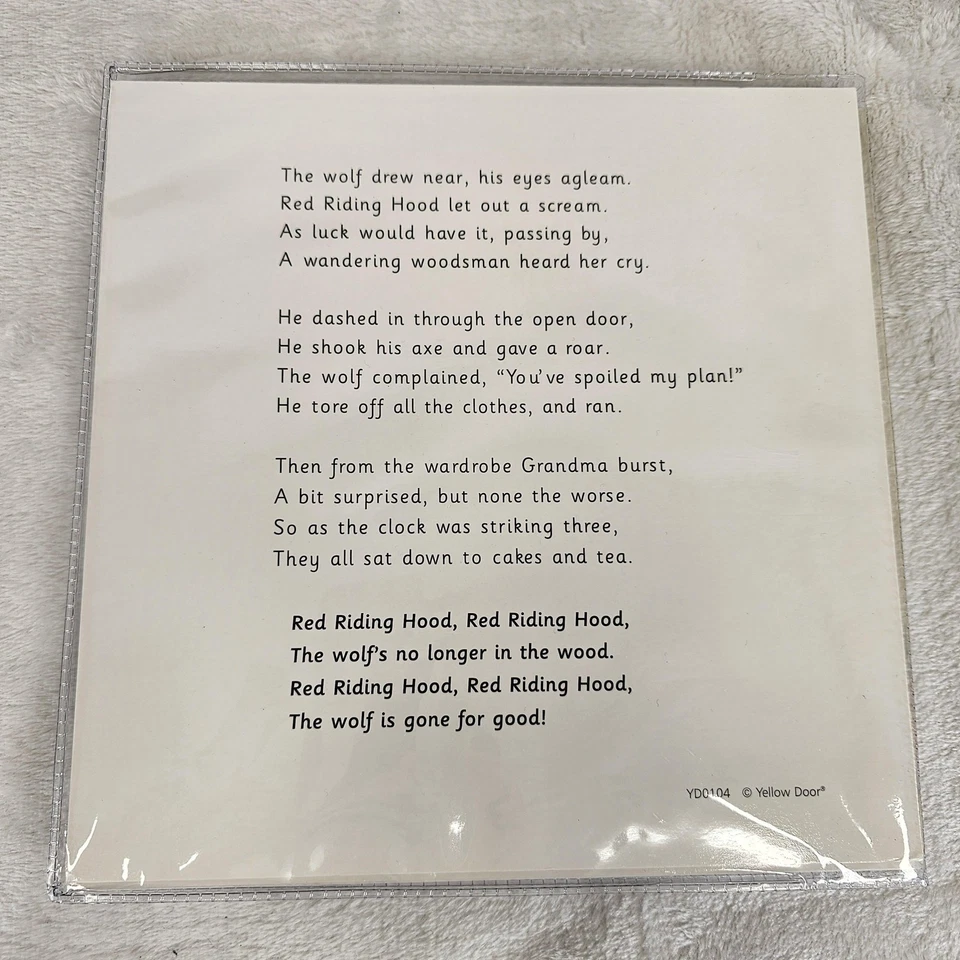 The wolf drew near, his eyes agleam.
Red Riding Hood let out a scream.
As luck would have it, passing by,
A wandering woodsman heard her cry.
He dashed in through the open door,
He shook his axe and gave a roar.
The wolf complained, “You’ve spoiled my plan!”
He tore off all the clothes, and ran.
Then from the wardrobe Grandma burst,
A bit surprised, but none the worse.
So as the clock was striking three,
They all sat down to cakes and tea.
Red Riding Hood, Red Riding Hood,
The wolf’s no longer in the wood.
Red Riding Hood, Red Riding Hood,
The wolf is gone for good!
YD0104 © Yellow Door®